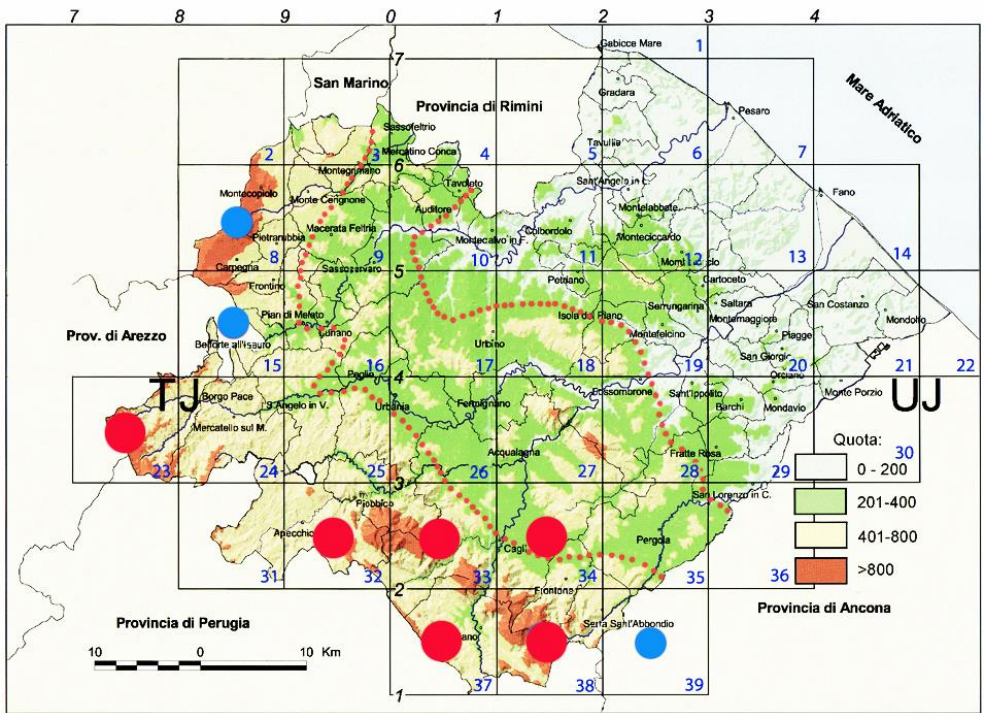 7 8 9 0 1 2 3 4
7 1
Gabicce Mare
San Marino
Gradara
Mare Adriatico
Provincia di Rimini
Pesaro
Sassofeltrio
Tavullia
Mercatino Conca
2 3 4 5 6 7
6
Montegrimano
Montecopiolo
Tavoleto
Sant'Angelo in L.
Fano
Monte Cerignone
Auditore
Montelabbate
Macerata Feltria
Colbordolo
Montecalvo in F.
Monteciccardo
Pietrarubbia
8 9 10 11 12 13 14
Carpegna
Sassocorvaro
5
Petriano
Cartoceto
Frontino
Serrungarina
Saltara
San Costanzo
Pian di Meleto
Isola del Piano
Montemaggiore
Mondolfo
Prov. di Arezzo
Lunano
Montefelcino
Piagge
Belforte all'Isauro
Urbino
San Giorgio
15 16 17 18 19 20 21 22
Peglio
4
Orciano
TJ UJ
Borgo Pace
S.Angelo in V.
Urbania
Fermignano
Fossombrone
Sant'Ippolito
Barchi
Mondavio
Monte Porzio
Mercatello sul M.
Quota:
Acqualagna
Fratte Rosa
23 24 25 26 27 28 29 30
3
0 - 200
San Lorenzo in C.
Piobbico
201-400
Apecchio
401-800
Cagli
Pergola
31 32 33 34 35 36
>800
2
Frontone
Provincia di Ancona
Provincia di Perugia
Serra Sant'Abbondio
ano
10 0 10 Km
37 38 39
1